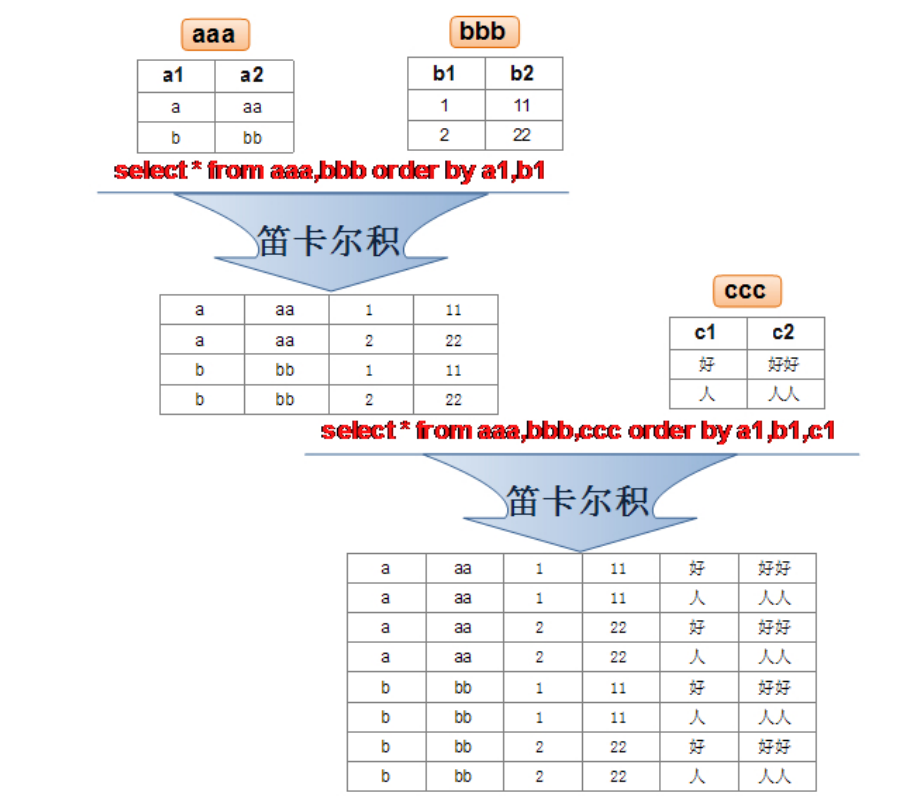 aaa bbb
a1 a2 b1 b2
a aa 1 11
b bb 2 22
select * from aaa,bbb order by a1,b1
笛卡尔积
ccc
a aa 1 11
c1 c2
a aa 2 22
好 好好
b bb 1 11
人 人人
b bb 2 22
select * from aaa,bbb,ccc order by a1,b1,c1
笛卡尔积
a aa 1 11 好 好好
a aa 1 11 人 人人
a aa 2 22 好 好好
a aa 2 22 人 人人
b bb 1 11 好 好好
b bb 1 11 人 人人
b bb 2 22 好 好好
b bb 2 22 人 人人